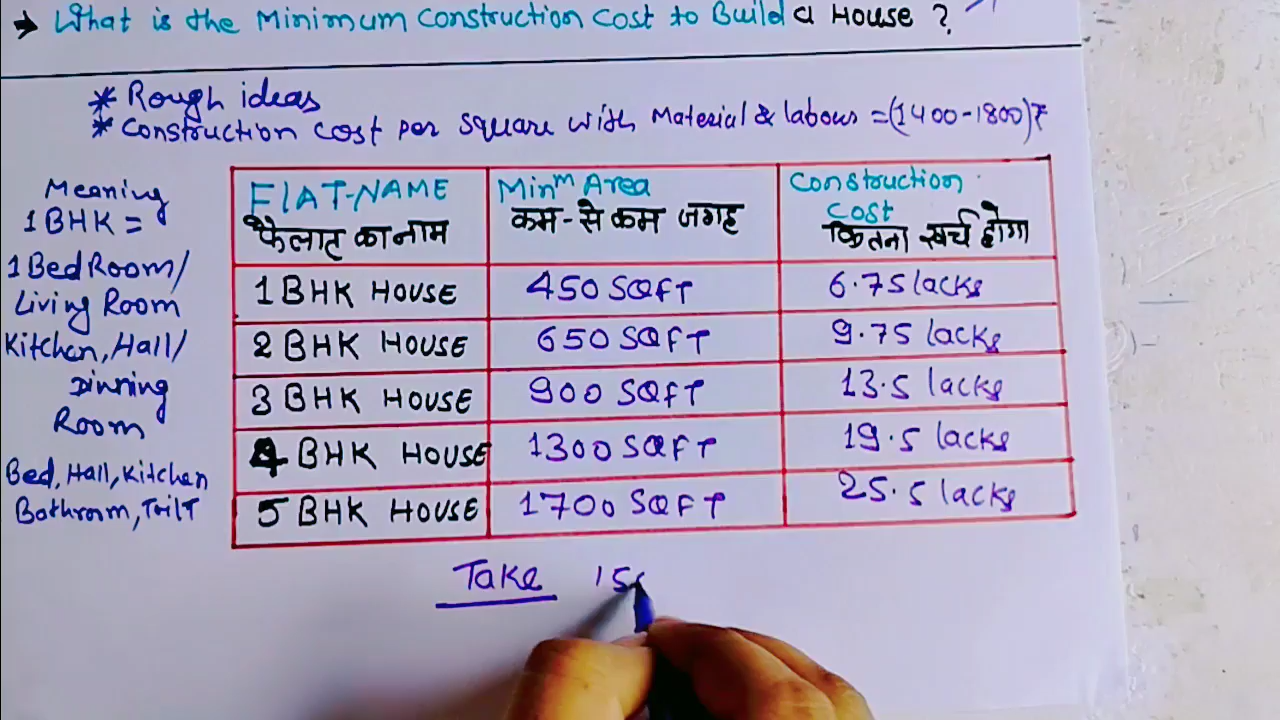 → What is the Minimum Construction Cost to Build a House ?
* Rough ideas
* Construction cost per square with Material & labour = (1400-1800)₹
Meaning
1BHK =
1 Bed Room/
Living Room
Kitchen, Hall/
Dinning
Room
Bed, Hall, Kitchen
Bathroom, Toilt
FLAT-NAME
फैलाट का नाम
Minᵐ Area
कम-से कम जगह
Construction
Cost
कितना खर्च होगा
1 BHK HOUSE 450 SQFT 6.75 lacks
2 BHK HOUSE 650 SQFT 9.75 lacks
3 BHK HOUSE 900 SQFT 13.5 lacks
4 BHK HOUSE 1300 SQFT 19.5 lacks
5 BHK HOUSE 1700 SQFT 25.5 lacks
Take 15